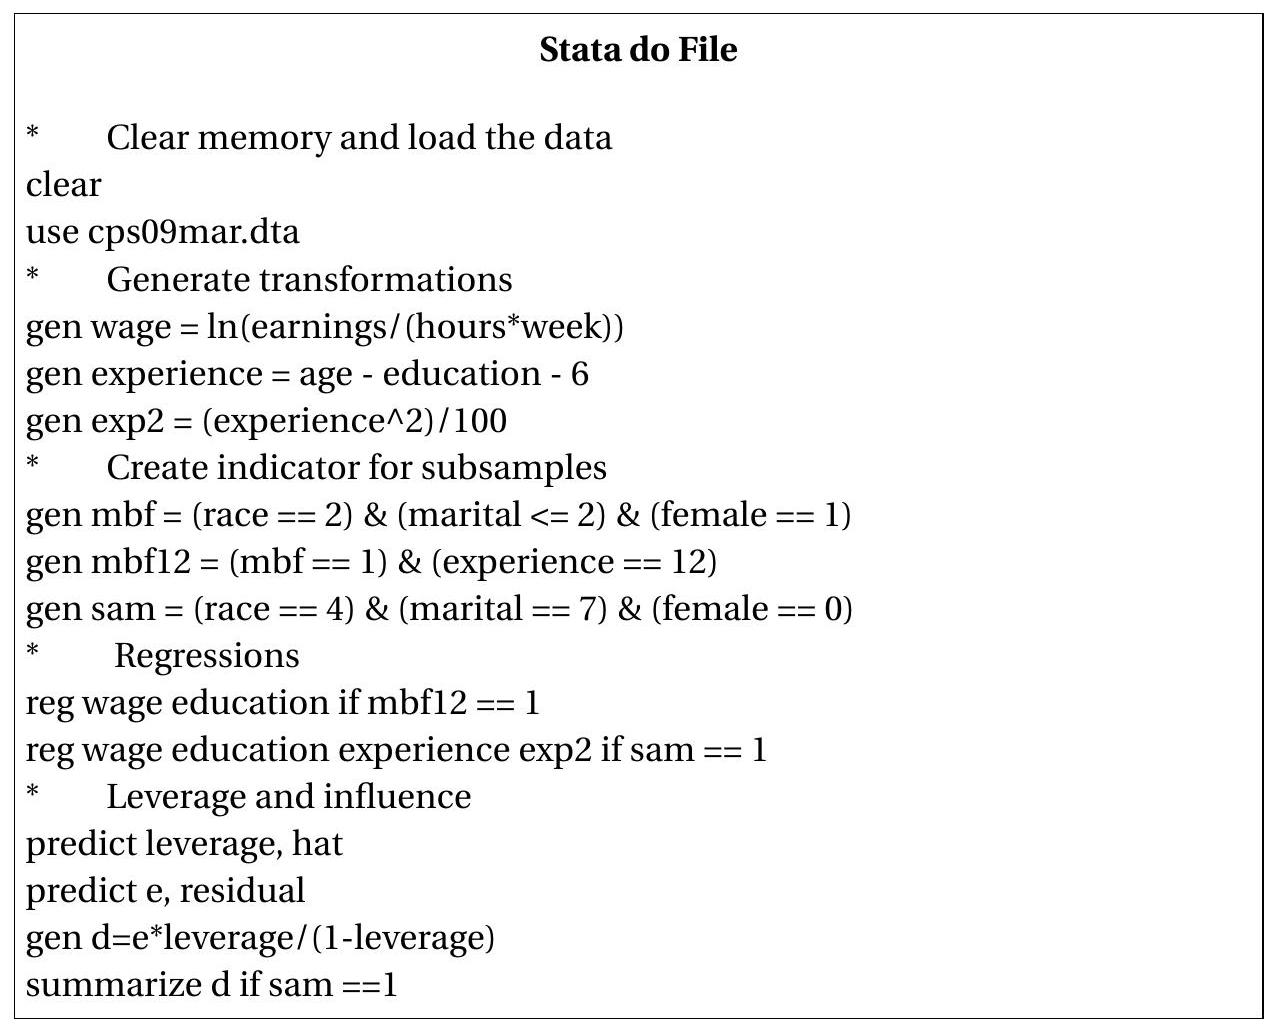 Stata do File
* Clear memory and load the data
clear
use cps09mar.dta
* Generate transformations
gen wage = ln(earnings/(hours*week))
gen experience = age - education - 6
gen exp2 = (experience^2)/100
* Create indicator for subsamples
gen mbf = (race == 2) & (marital <= 2) & (female == 1)
gen mbf12 = (mbf == 1) & (experience == 12)
gen sam = (race == 4) & (marital == 7) & (female == 0)
* Regressions
reg wage education if mbf12 == 1
reg wage education experience exp2 if sam == 1
* Leverage and influence
predict leverage, hat
predict e, residual
gen d=e*leverage/(1-leverage)
summarize d if sam ==1